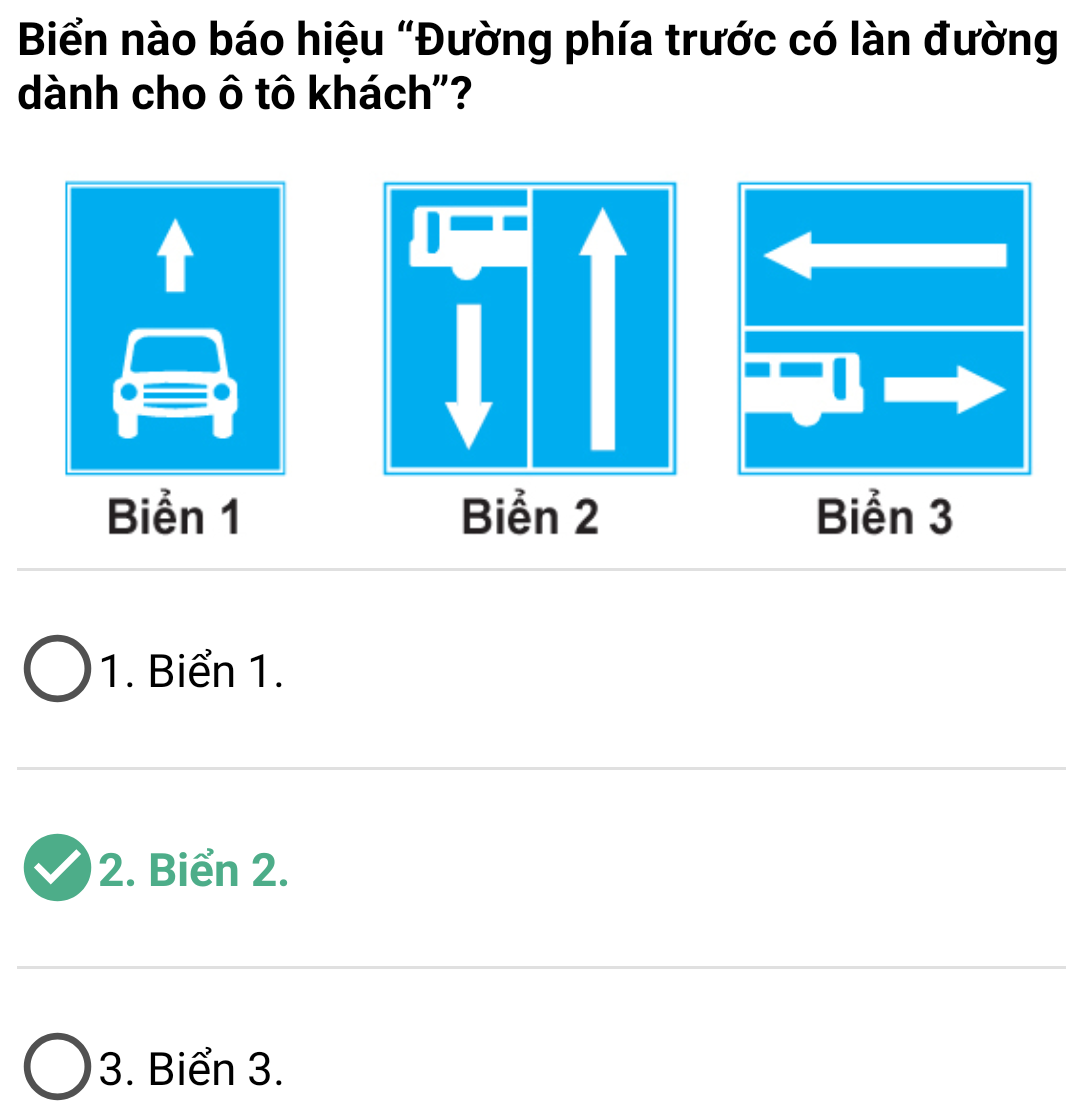 Biển nào báo hiệu “Đường phía trước có làn đường
dành cho ô tô khách”?
Biển 1
Biển 2
Biển 3
1. Biển 1.
2. Biển 2.
3. Biển 3.